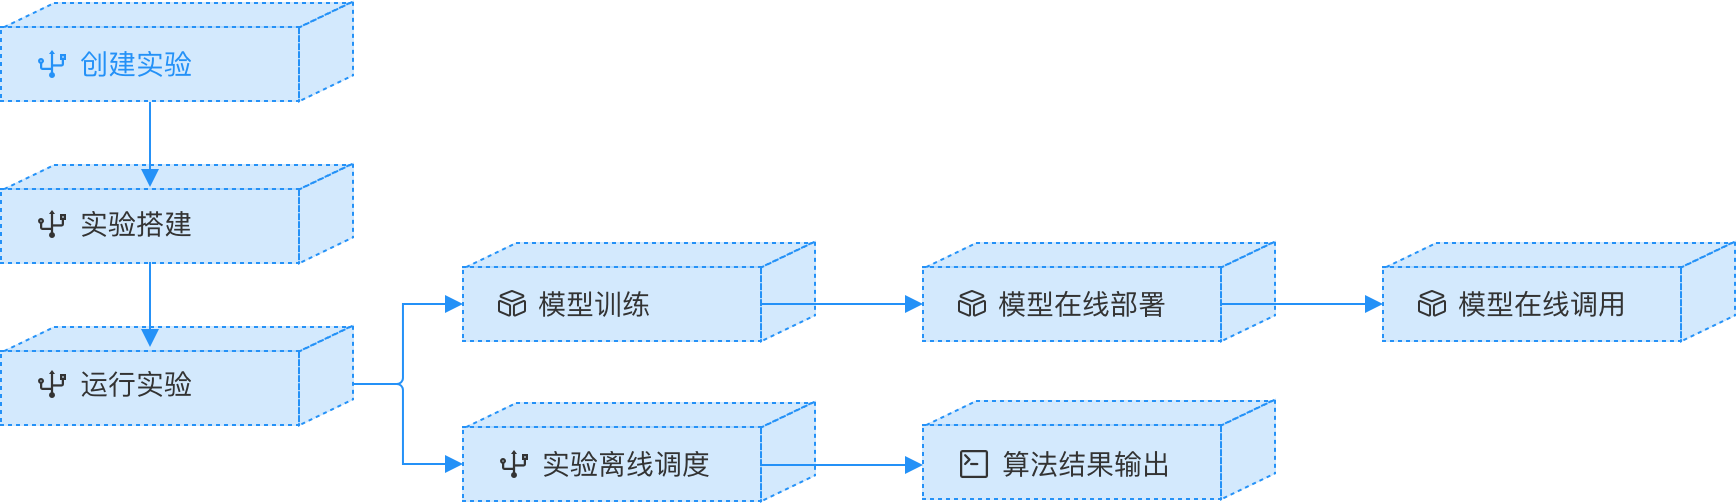 创建实验
实验搭建
运行实验
模型训练
模型在线部署
模型在线调用
实验离线调度
算法结果输出